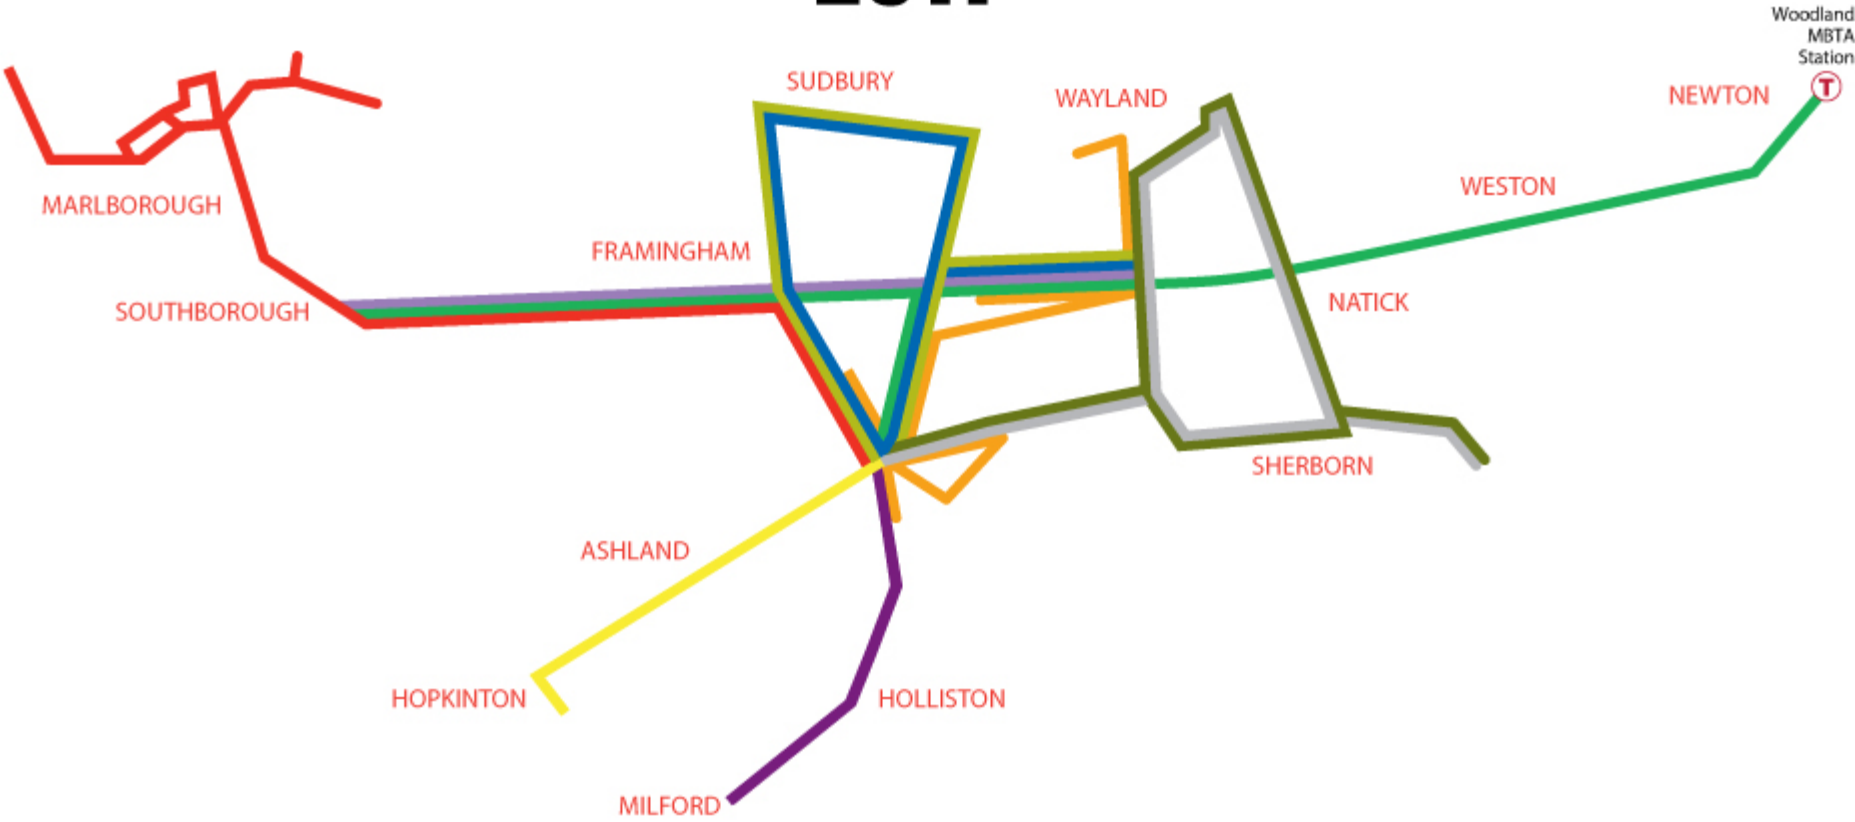 Woodland
MBTA
Station
T
SUDBURY
WAYLAND
NEWTON
WESTON
MARLBOROUGH
FRAMINGHAM
SOUTHBOROUGH
NATICK
SHERBORN
ASHLAND
HOPKINTON
HOLLISTON
MILFORD